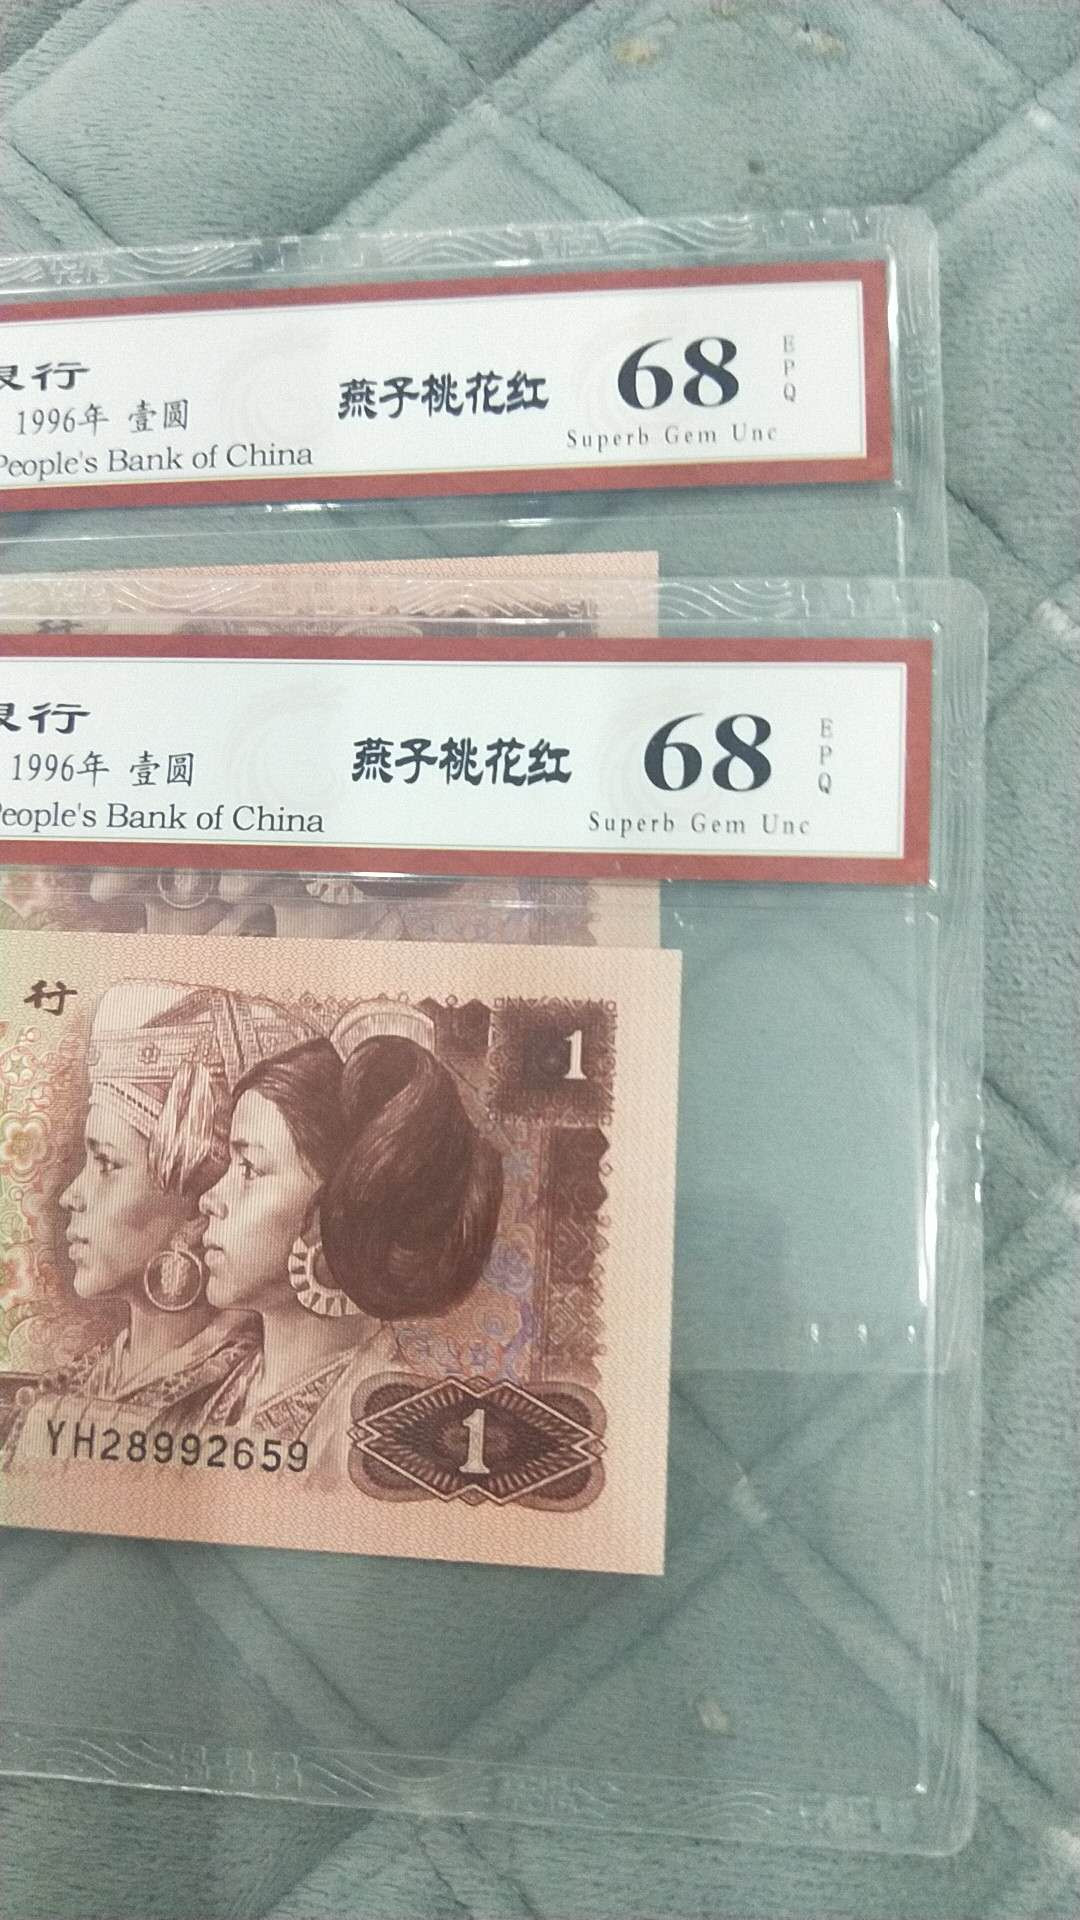 银行
1996年 壹圆
People's Bank of China
燕子桃花红
68
EPQ
Superb Gem Unc
银行
1996年 壹圆
People's Bank of China
燕子桃花红
68
EPQ
Superb Gem Unc
行
1
YH28992659
1